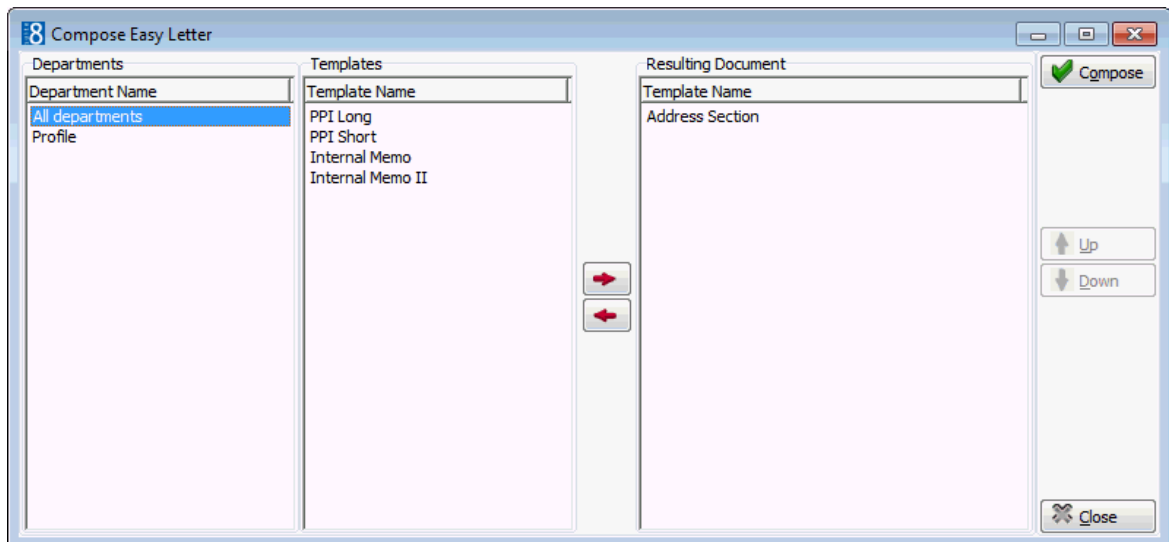 8 Compose Easy Letter
Departments
Department Name
All departments
Profile
Templates
Template Name
PPI Long
PPI Short
Internal Memo
Internal Memo II
Resulting Document
Template Name
Address Section
Compose
Up
Down
Close